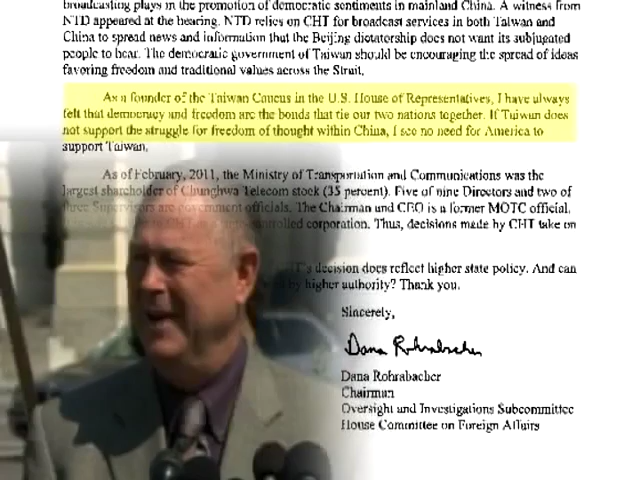 broadcasting plays in the promotion of democratic sentiments in mainland China. A witness from
NTD appeared at the hearing. NTD relies on CHT for broadcast services in both Taiwan and
China to spread news and information that the Beijing dictatorship does not want its subjugated
people to hear. The democratic government of Taiwan should be encouraging the spread of ideas
favoring freedom and traditional values across the Strait.
As a founder of the Taiwan Caucus in the U.S. House of Representatives, I have always
felt that democracy and freedom are the bonds that tie our two nations together. If Taiwan does
not support the struggle for freedom of thought within China, I see no need for America to
support Taiwan.
As of February, 2011, the Ministry of Transportation and Communications was the
largest shareholder of Chunghwa Telecom stock (35 percent). Five of nine Directors and two of
three Supervisors are government officials. The Chairman and CEO is a former MOTC official.
controlled corporation. Thus, decisions made by CHT take on
decision does reflect higher state policy. And can
by higher authority? Thank you.
Sincerely,
Dana Rohrabacher
Dana Rohrabacher
Chairman
Oversight and Investigations Subcommittee
House Committee on Foreign Affairs